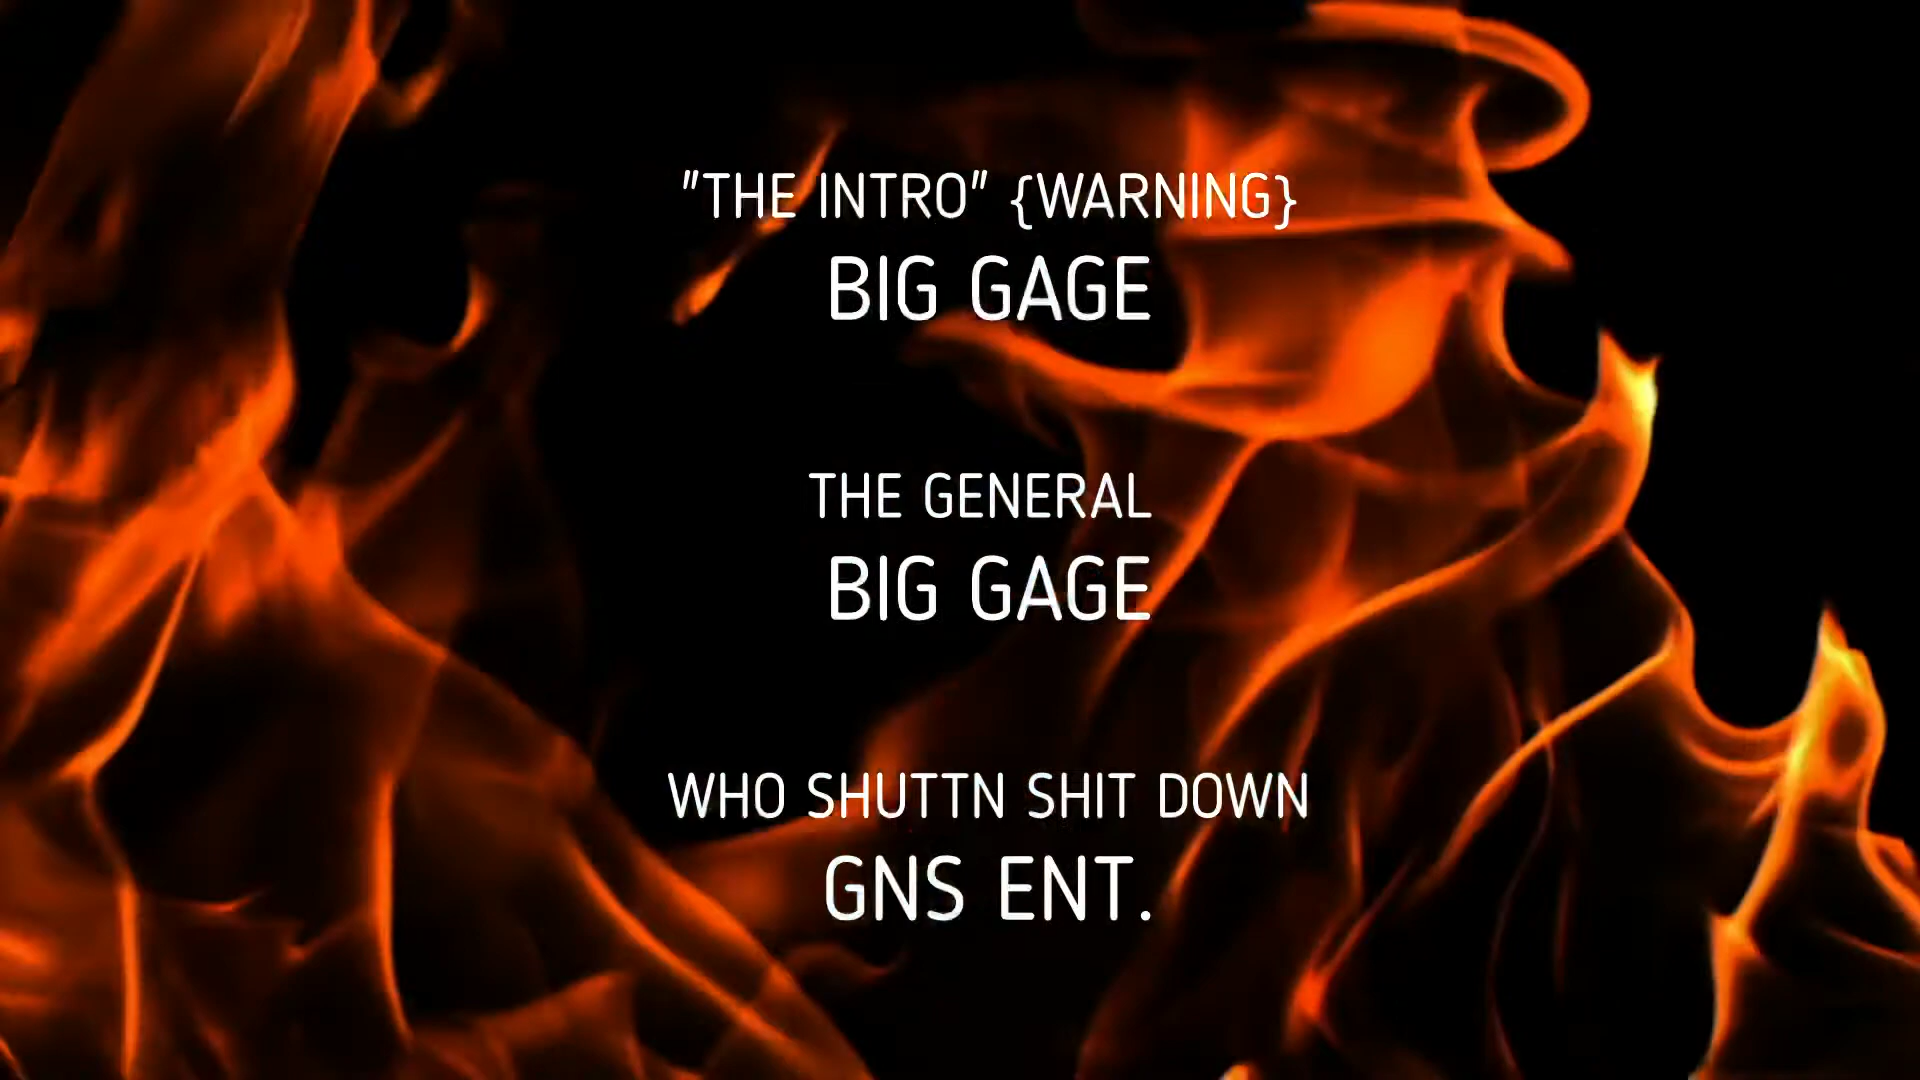 "THE INTRO" {WARNING}
BIG GAGE
THE GENERAL
BIG GAGE
WHO SHUTTN SHIT DOWN
GNS ENT.